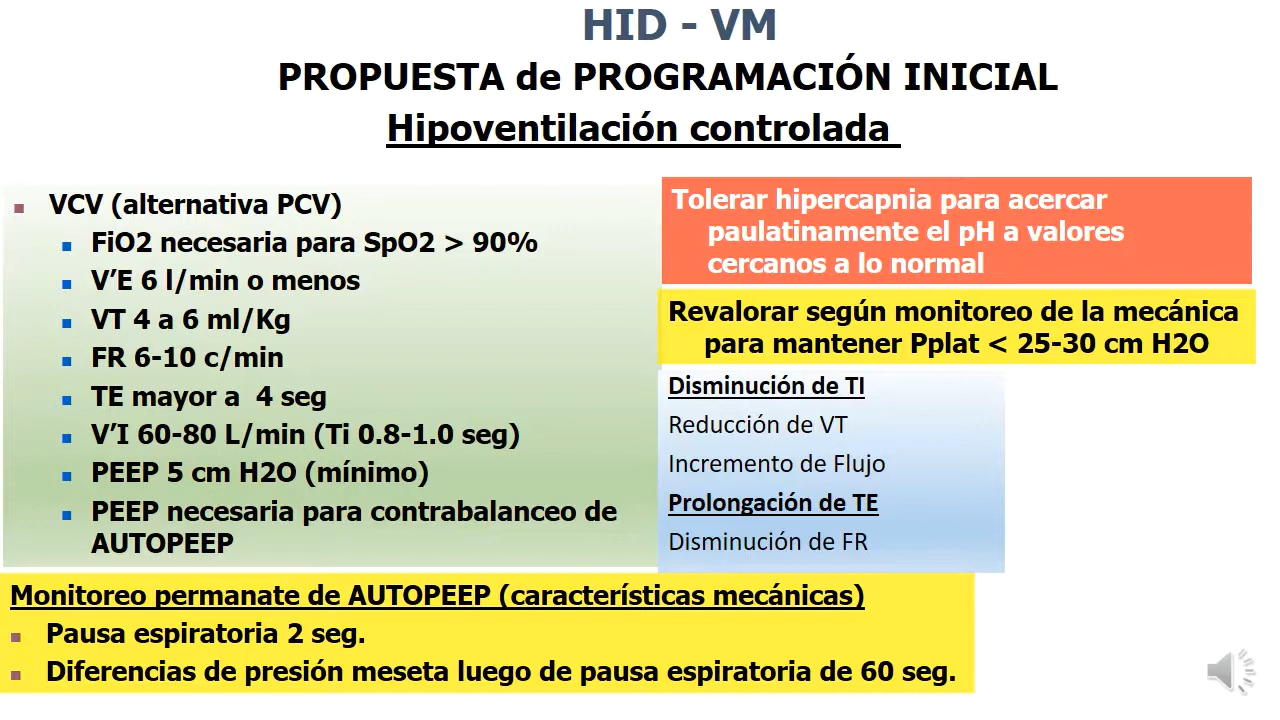 HID - VM
PROPUESTA de PROGRAMACIÓN INICIAL
Hipoventilación controlada
VCV (alternativa PCV)
FiO2 necesaria para SpO2 > 90%
V’E 6 l/min o menos
VT 4 a 6 ml/Kg
FR 6-10 c/min
TE mayor a 4 seg
V’I 60-80 L/min (Ti 0.8-1.0 seg)
PEEP 5 cm H2O (mínimo)
PEEP necesaria para contrabalanceo de
AUTOPEEP
Tolerar hipercapnia para acercar
paulatinamente el pH a valores
cercanos a lo normal
Revalorar según monitoreo de la mecánica
para mantener Pplat < 25-30 cm H2O
Disminución de TI
Reducción de VT
Incremento de Flujo
Prolongación de TE
Disminución de FR
Monitoreo permanate de AUTOPEEP (características mecánicas)
Pausa espiratoria 2 seg.
Diferencias de presión meseta luego de pausa espiratoria de 60 seg.